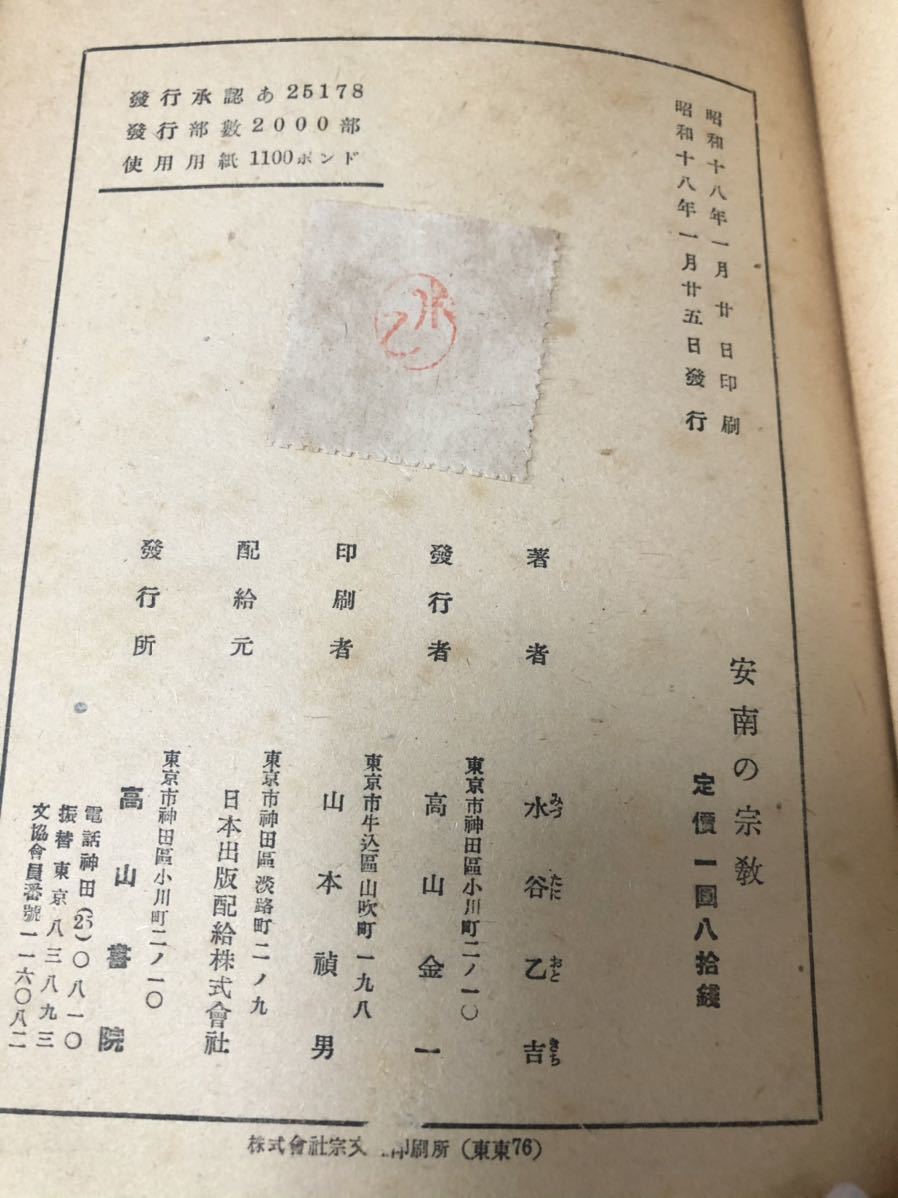 發行承認あ25178
發行部數2000部
使用用紙1100ポンド
昭和十八年一月廿日印刷
昭和十八年一月廿五日發行
安南の宗教
定價一圓八拾錢
著者 水谷乙吉
みづ たに おと きち
發行者 東京市神田區小川町二ノ一〇
高山金一
印刷者 東京市牛込區山吹町一九八
山本禎男
配給元 東京市神田區淡路町二ノ九
日本出版配給株式會社
發行所 東京市神田區小川町二ノ一〇
高山書院
電話神田(25)〇八一〇
振替東京八三八九三
文協會員番號一一六〇八二
株式會社宗文 印刷所(東東76)